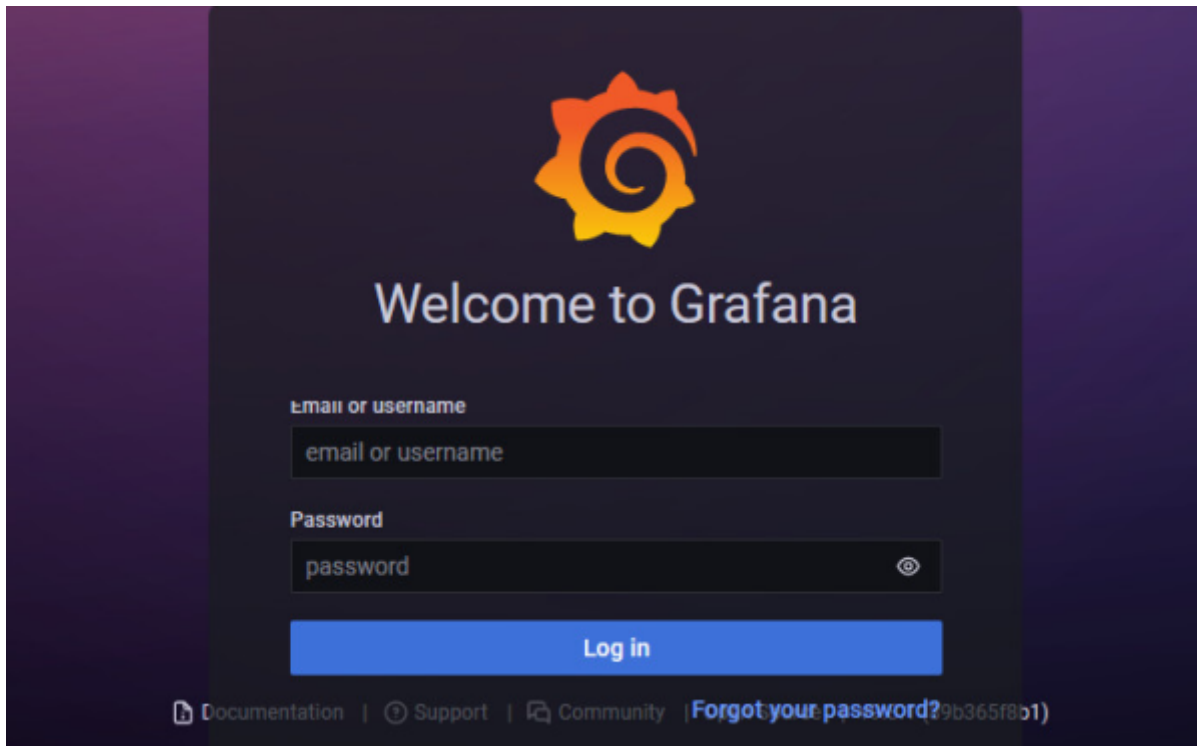 Welcome to Grafana
Email or username
email or username
Password
password
Log in
Documentation | Support | Community | Forgot your password? 9b365f8b1)